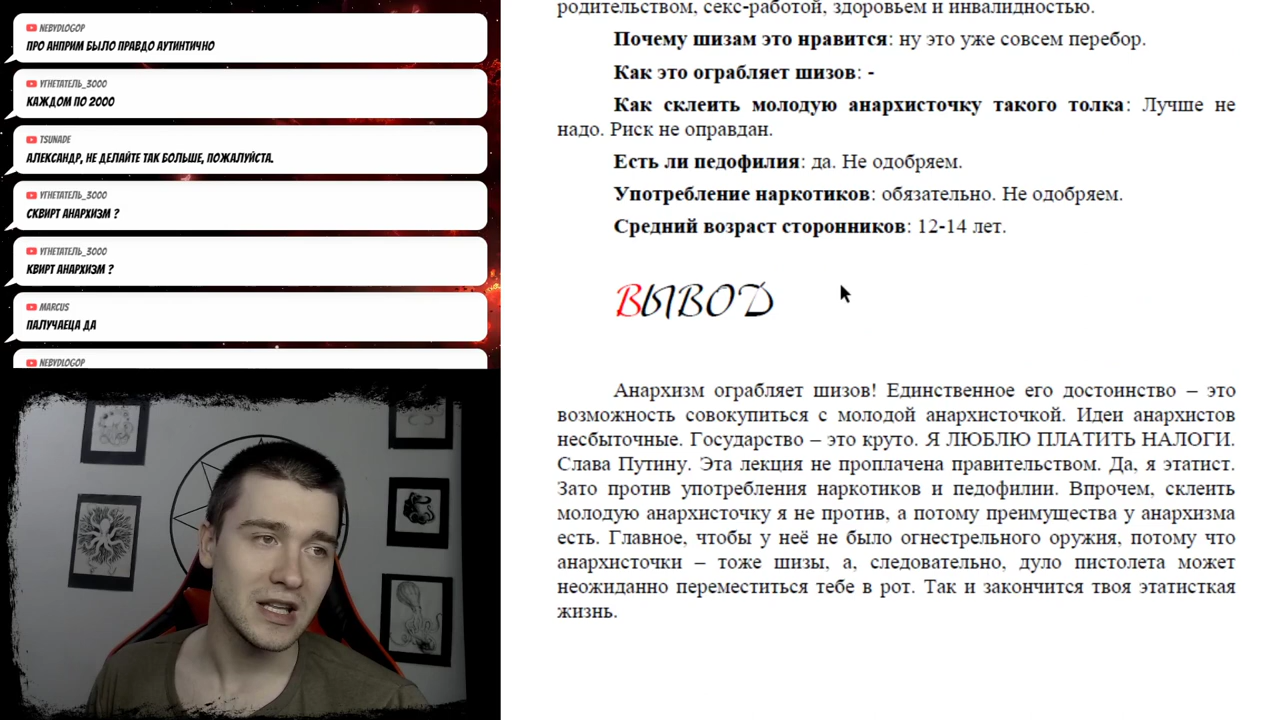 NEBYDLOGOP
ПРО АНПРИМ БЫЛО ПРАВДО АУТИНТИЧНО
УГНЕТАТЕЛЬ_3000
КАЖДОМ ПО 2000
TSUNADE
АЛЕКСАНДР, НЕ ДЕЛАЙТЕ ТАК БОЛЬШЕ, ПОЖАЛУЙСТА.
УГНЕТАТЕЛЬ_3000
СКВИРТ АНАРХИЗМ ?
УГНЕТАТЕЛЬ_3000
КВИРТ АНАРХИЗМ ?
MARCUS
ПАЛУЧАЕЦА ДА
NEBYDLOGOP
родительством, секс-работой, здоровьем и инвалидностью.
Почему шизам это нравится: ну это уже совсем перебор.
Как это ограбляет шизов: -
Как склеить молодую анархисточку такого толка: Лучше не
надо. Риск не оправдан.
Есть ли педофилия: да. Не одобряем.
Употребление наркотиков: обязательно. Не одобряем.
Средний возраст сторонников: 12-14 лет.
ВЫВОД
Анархизм ограбляет шизов! Единственное его достоинство – это
возможность совокупиться с молодой анархисточкой. Идеи анархистов
несбыточные. Государство – это круто. Я ЛЮБЛЮ ПЛАТИТЬ НАЛОГИ.
Слава Путину. Эта лекция не проплачена правительством. Да, я этатист.
Зато против употребления наркотиков и педофилии. Впрочем, склеить
молодую анархисточку я не против, а потому преимущества у анархизма
есть. Главное, чтобы у неё не было огнестрельного оружия, потому что
анархисточки – тоже шизы, а, следовательно, дуло пистолета может
неожиданно переместиться тебе в рот. Так и закончится твоя этатисткая
жизнь.